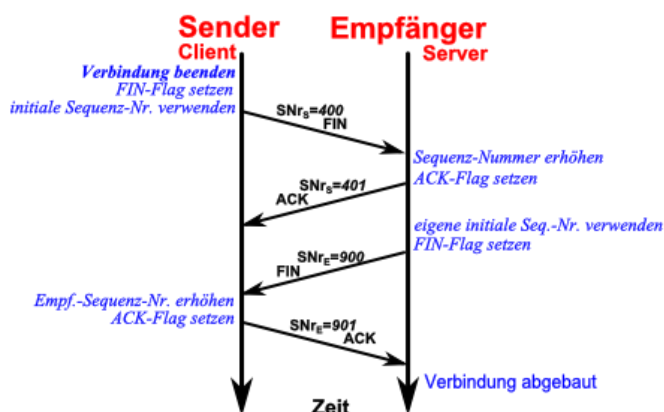 Sender
Empfänger
Client
Server
Verbindung beenden
FIN-Flag setzen
initiale Sequenz-Nr. verwenden
SNrS=400
FIN
Sequenz-Nummer erhöhen
ACK-Flag setzen
SNrS=401
ACK
eigene initiale Seq.-Nr. verwenden
FIN-Flag setzen
SNrE=900
FIN
Empf.-Sequenz-Nr. erhöhen
ACK-Flag setzen
SNrE=901
ACK
Verbindung abgebaut
Zeit